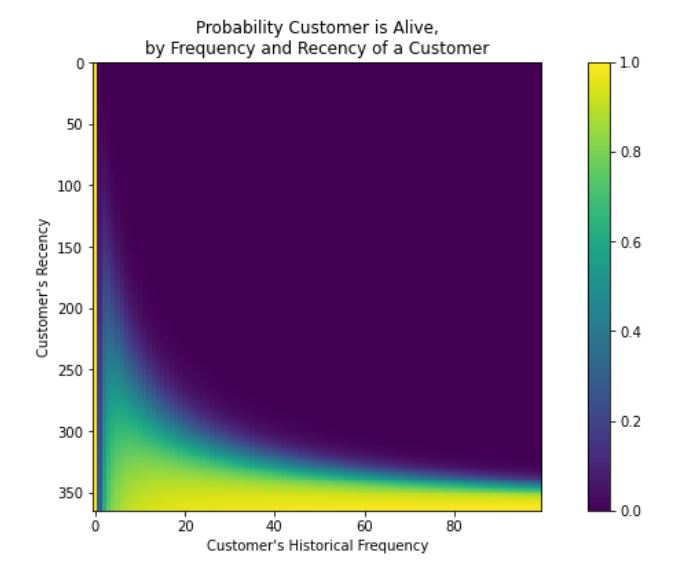 Probability Customer is Alive,
by Frequency and Recency of a Customer
0
50
100
150
200
250
300
350
Customer's Recency
0 20 40 60 80
Customer's Historical Frequency
1.0
0.8
0.6
0.4
0.2
0.0